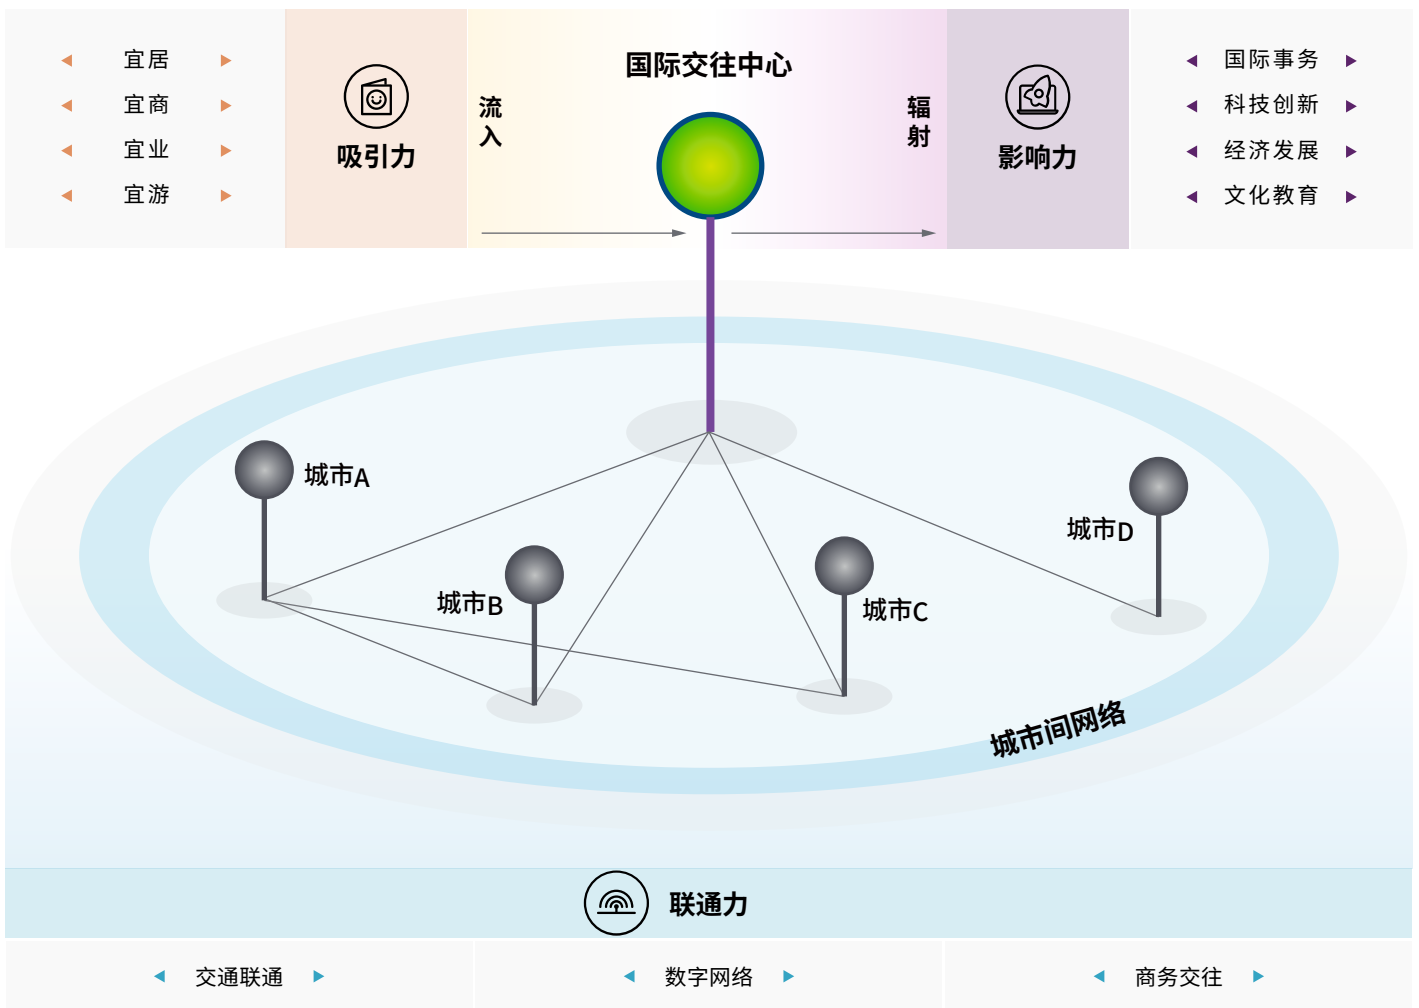 宜居
宜商
宜业
宜游
吸引力
流入
国际交往中心
辐射
影响力
国际事务
科技创新
经济发展
文化教育
城市A
城市B
城市C
城市D
城市间网络
联通力
交通联通
数字网络
商务交往